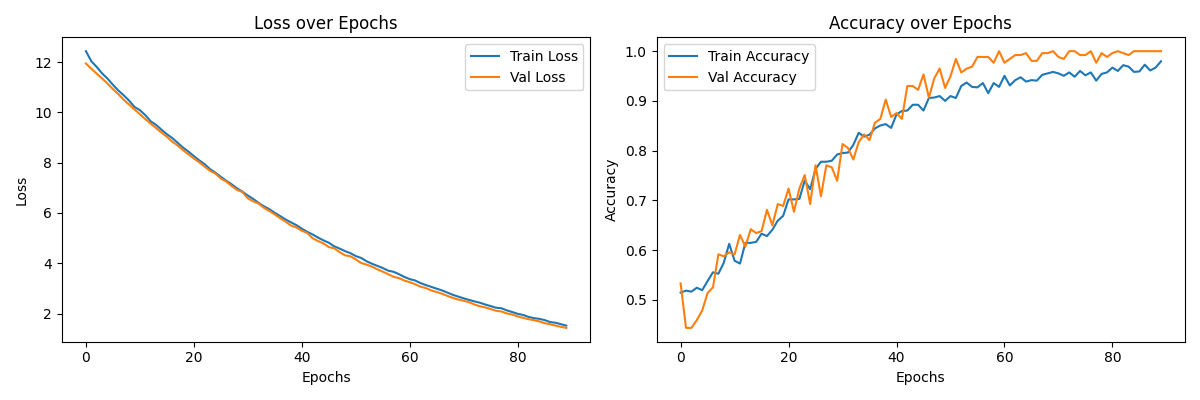 Loss over Epochs
Train Loss
Val Loss
12
10
8
6
4
2
Loss
0
20
40
60
80
Epochs
Accuracy over Epochs
Train Accuracy
Val Accuracy
1.0
0.9
0.8
0.7
0.6
0.5
Accuracy
0
20
40
60
80
Epochs